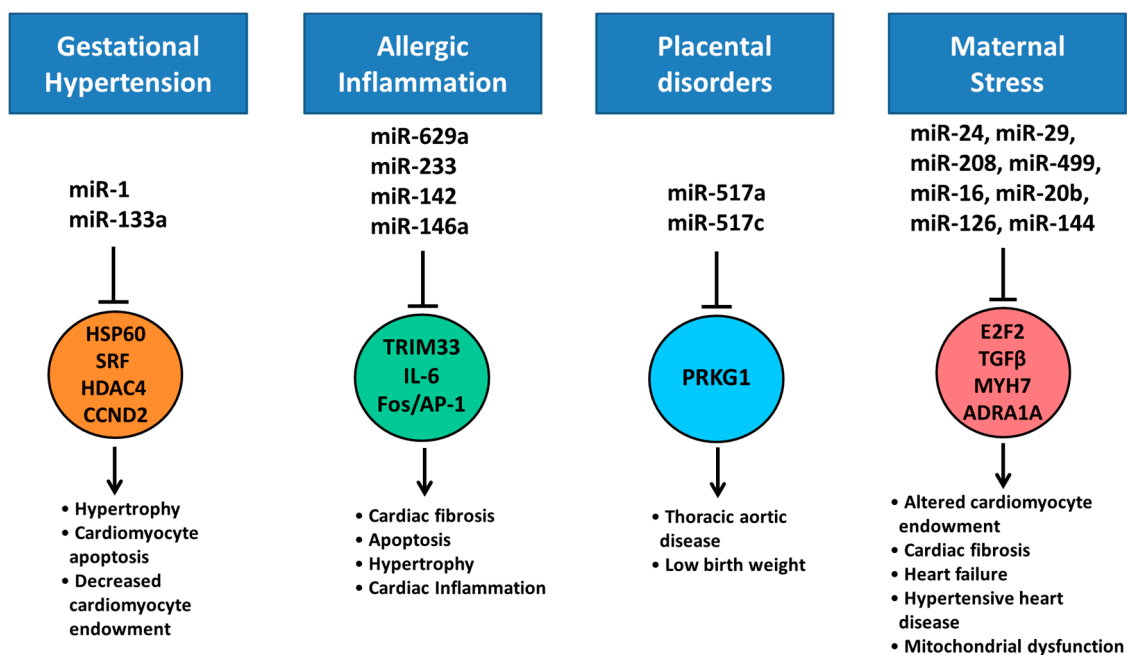 Gestational
Hypertension
miR-1
miR-133a
HSP60
SRF
HDAC4
CCND2
• Hypertrophy
• Cardiomyocyte
apoptosis
• Decreased
cardiomyocyte
endowment
Allergic
Inflammation
miR-629a
miR-233
miR-142
miR-146a
TRIM33
IL-6
Fos/AP-1
• Cardiac fibrosis
• Apoptosis
• Hypertrophy
• Cardiac Inflammation
Placental
disorders
miR-517a
miR-517c
PRKG1
• Thoracic aortic
disease
• Low birth weight
Maternal
Stress
miR-24, miR-29,
miR-208, miR-499,
miR-16, miR-20b,
miR-126, miR-144
E2F2
TGFβ
MYH7
ADRA1A
• Altered cardiomyocyte
endowment
• Cardiac fibrosis
• Heart failure
• Hypertensive heart
disease
• Mitochondrial dysfunction